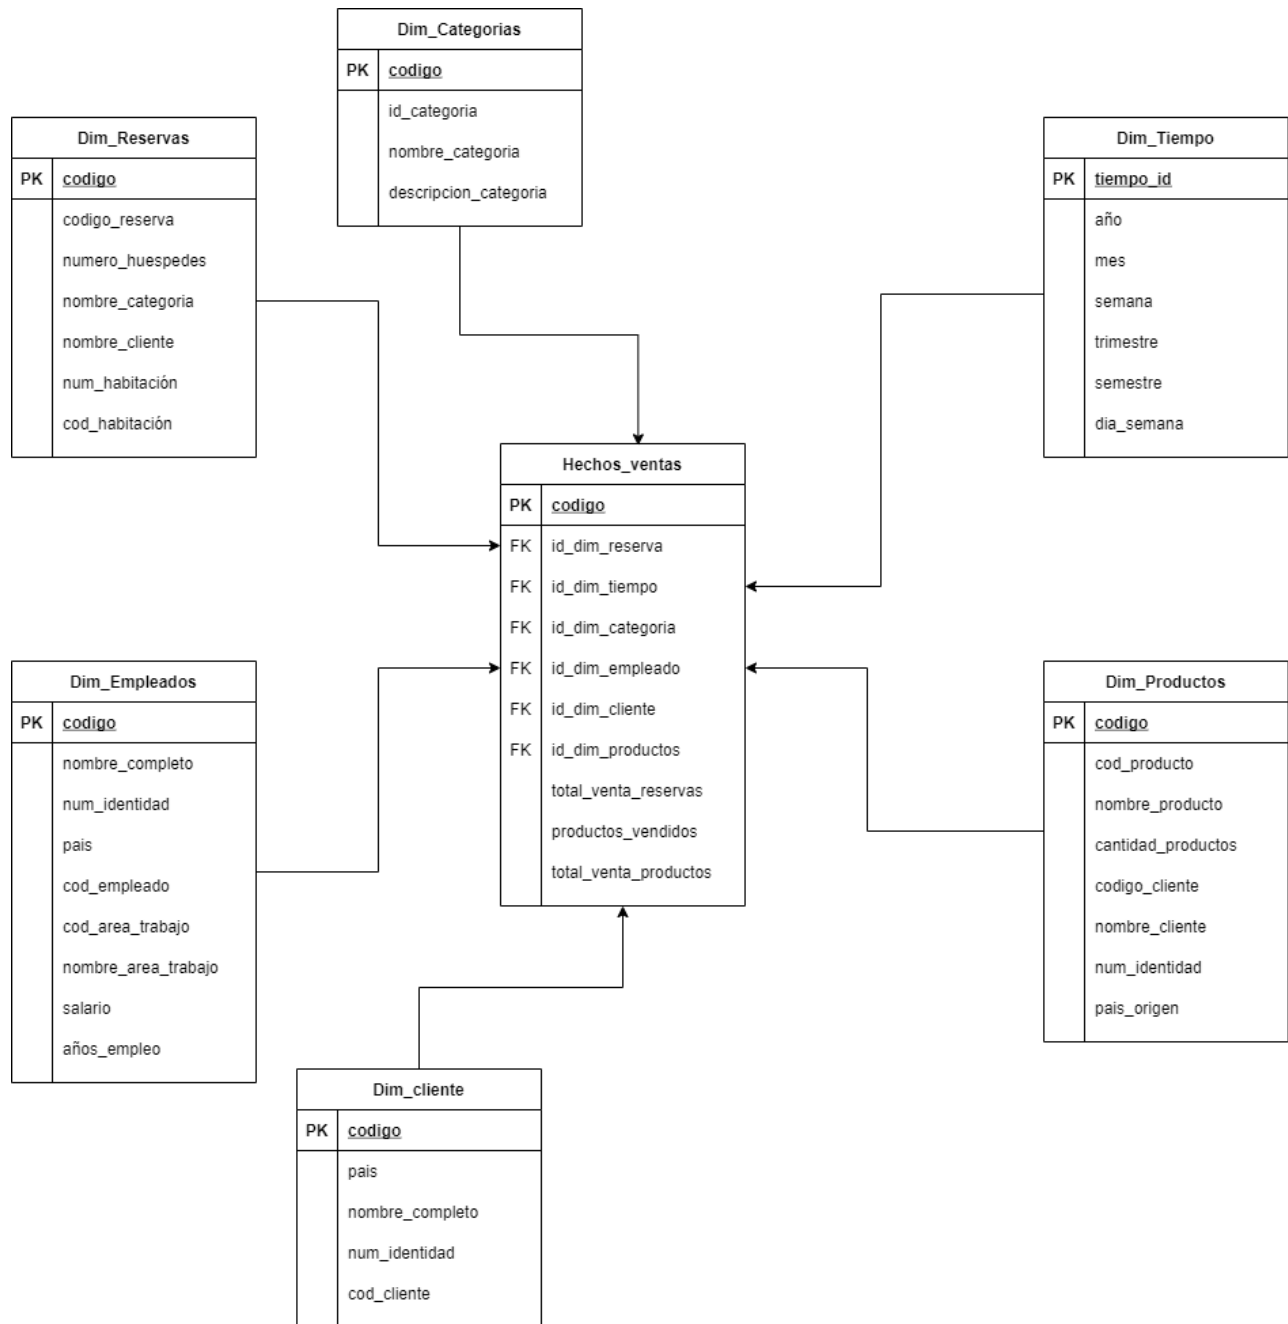 Dim_Categorias
PK codigo
id_categoria
nombre_categoria
descripcion_categoria
Dim_Reservas
PK codigo
codigo_reserva
numero_huespedes
nombre_categoria
nombre_cliente
num_habitación
cod_habitación
Dim_Tiempo
PK tiempo_id
año
mes
semana
trimestre
semestre
dia_semana
Hechos_ventas
PK codigo
FK id_dim_reserva
FK id_dim_tiempo
FK id_dim_categoria
FK id_dim_empleado
FK id_dim_cliente
FK id_dim_productos
total_venta_reservas
productos_vendidos
total_venta_productos
Dim_Empleados
PK codigo
nombre_completo
num_identidad
pais
cod_empleado
cod_area_trabajo
nombre_area_trabajo
salario
años_empleo
Dim_Productos
PK codigo
cod_producto
nombre_producto
cantidad_productos
codigo_cliente
nombre_cliente
num_identidad
pais_origen
Dim_cliente
PK codigo
pais
nombre_completo
num_identidad
cod_cliente